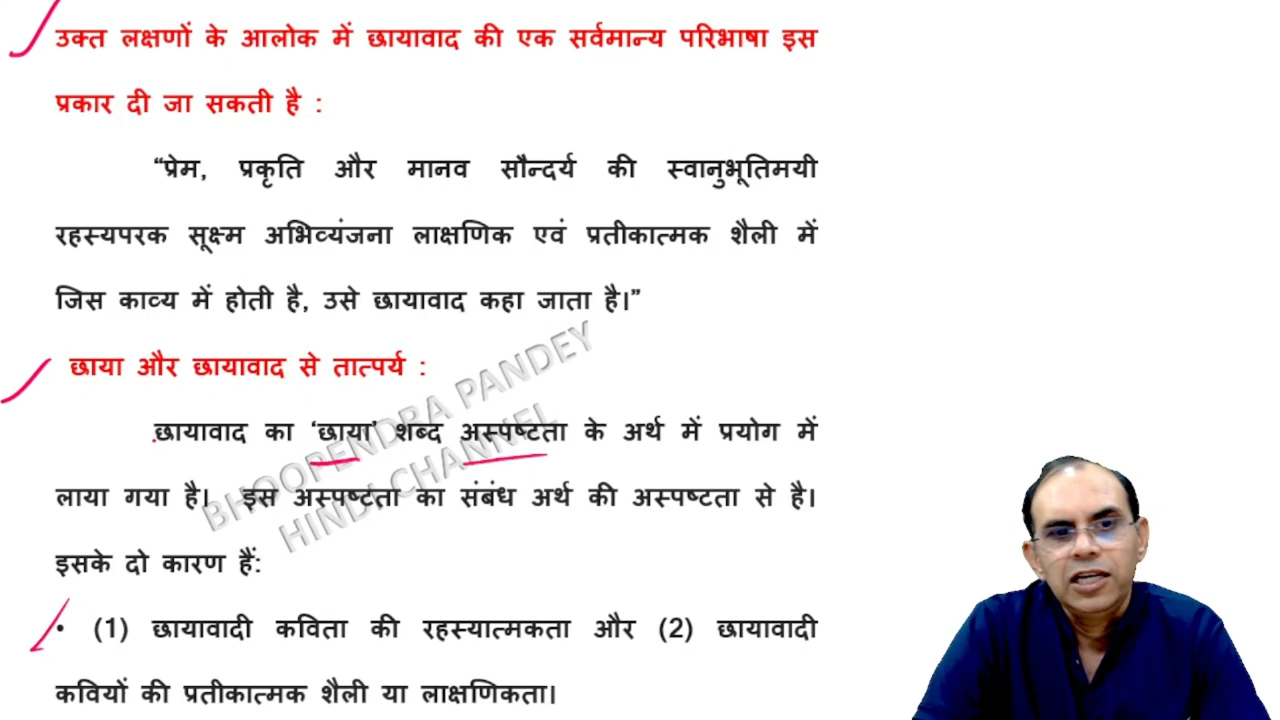 उक्त लक्षणों के आलोक में छायावाद की एक सर्वमान्य परिभाषा इस
प्रकार दी जा सकती है :
“प्रेम, प्रकृति और मानव सौन्दर्य की स्वानुभूतिमयी
रहस्यपरक सूक्ष्म अभिव्यंजना लाक्षणिक एवं प्रतीकात्मक शैली में
जिस काव्य में होती है, उसे छायावाद कहा जाता है।”
छाया और छायावाद से तात्पर्य :
छायावाद का ‘छाया’ शब्द अस्पष्टता के अर्थ में प्रयोग में
लाया गया है। इस अस्पष्टता का संबंध अर्थ की अस्पष्टता से है।
इसके दो कारण हैं:
• (1) छायावादी कविता की रहस्यात्मकता और (2) छायावादी
कवियों की प्रतीकात्मक शैली या लाक्षणिकता।
BHOOPENDRA PANDEY
HINDI CHANNEL